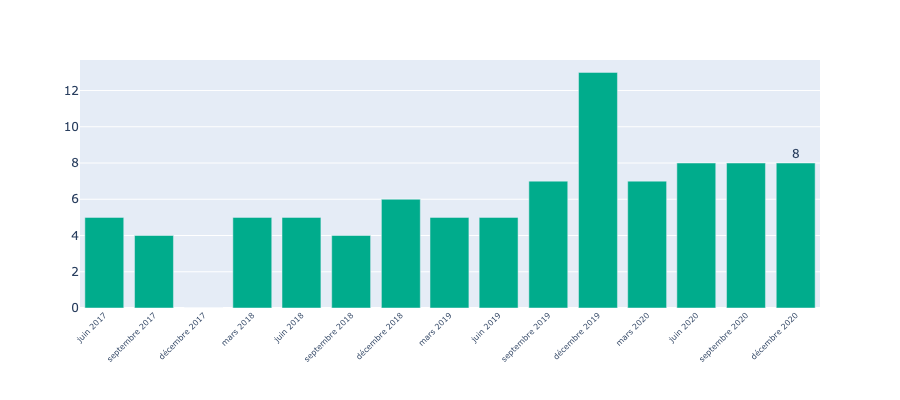 12
10
8
6
4
2
0
8
juin 2017
septembre 2017
décembre 2017
mars 2018
juin 2018
septembre 2018
décembre 2018
mars 2019
juin 2019
septembre 2019
décembre 2019
mars 2020
juin 2020
septembre 2020
décembre 2020